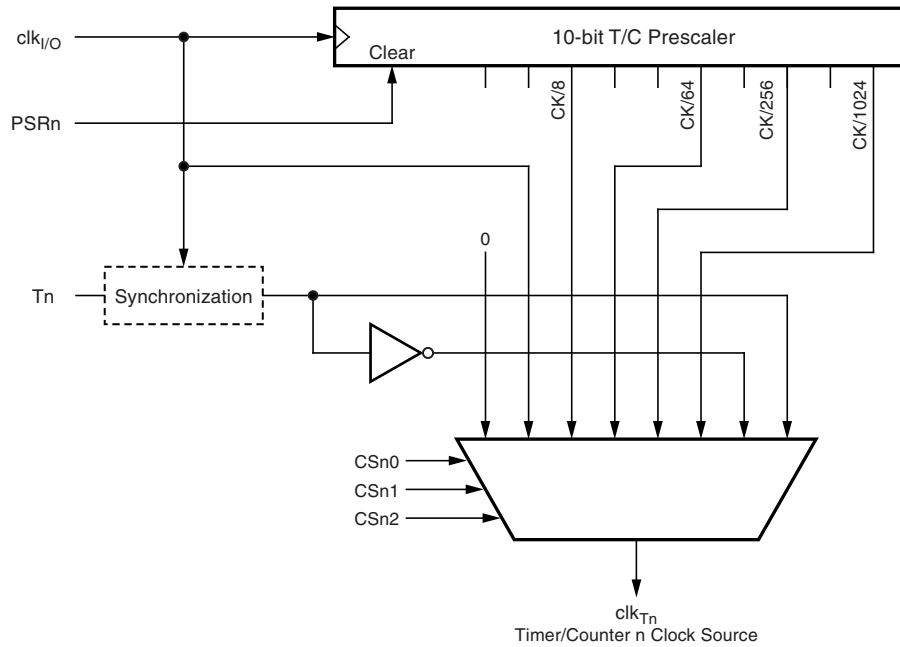 clkI/O
10-bit T/C Prescaler
Clear
PSRn
CK/8
CK/64
CK/256
CK/1024
0
Tn
Synchronization
CSn0
CSn1
CSn2
clkTn
Timer/Counter n Clock Source